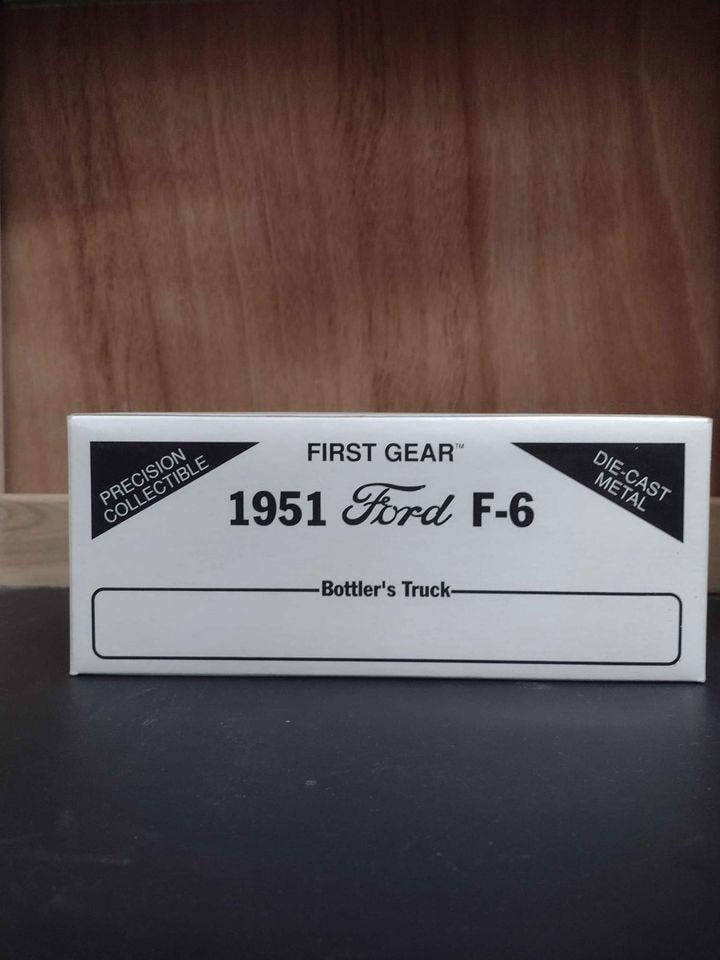 PRECISION
COLLECTIBLE
FIRST GEAR™
DIE-CAST
METAL
1951 Ford F-6
Bottler's Truck